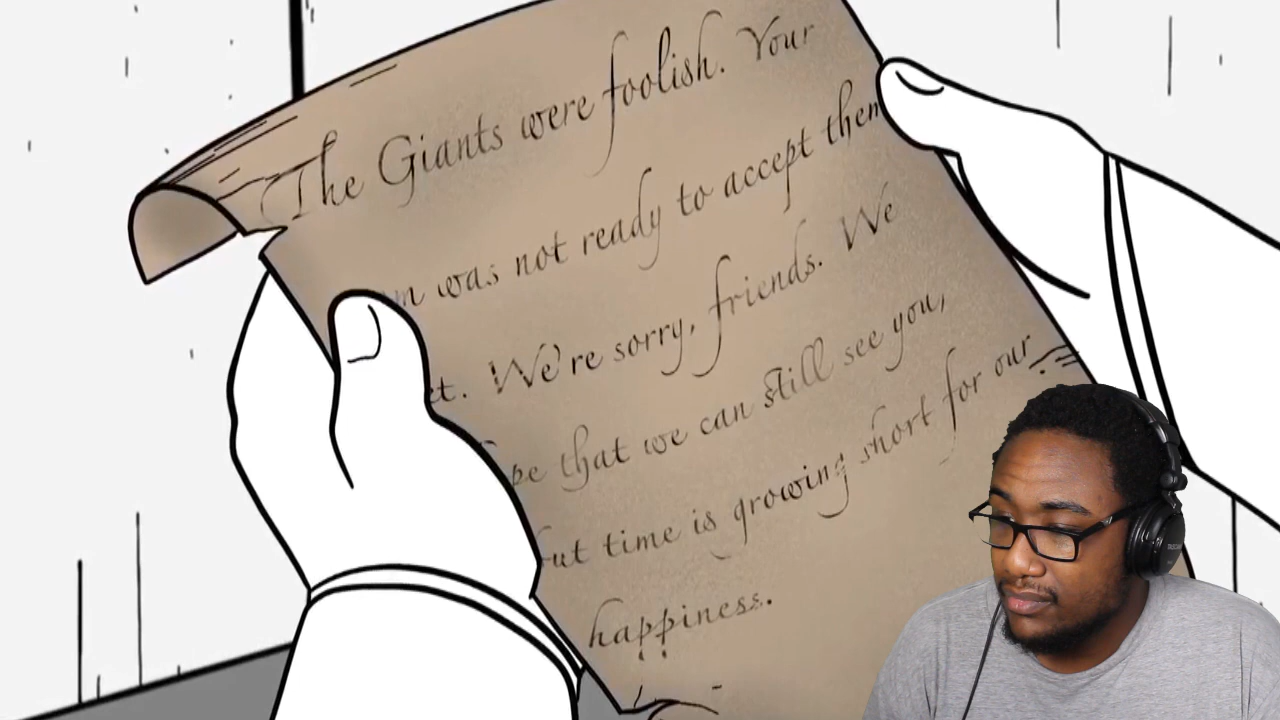 The Giants were foolish. Your
was not ready to accept them
We're sorry, friends. We
that we can still see you,
but time is growing short for our
happiness.